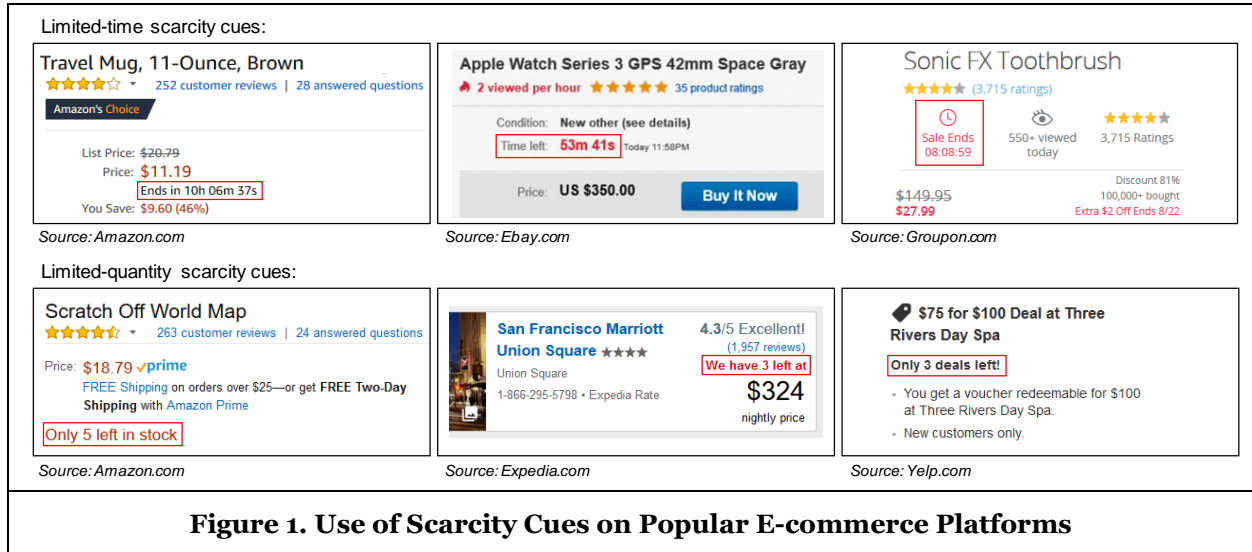 Limited-time scarcity cues:
Travel Mug, 11-Ounce, Brown
252 customer reviews | 28 answered questions
Amazon's Choice
List Price: $20.79
Price: $11.19
Ends in 10h 06m 37s
You Save: $9.60 (46%)
Source: Amazon.com
Apple Watch Series 3 GPS 42mm Space Gray
2 viewed per hour 35 product ratings
Condition: New other (see details)
Time left: 53m 41s Today 11:58PM
Price: US $350.00 Buy It Now
Source: Ebay.com
Sonic FX Toothbrush
(3,715 ratings)
Sale Ends 550+ viewed 3,715 Ratings
08:08:59 today
Discount 81%
$149.95 100,000+ bought
$27.99 Extra $2 Off Ends 8/22
Source: Groupon.com
Limited-quantity scarcity cues:
Scratch Off World Map
263 customer reviews | 24 answered questions
Price: $18.79 prime
FREE Shipping on orders over $25—or get FREE Two-Day
Shipping with Amazon Prime
Only 5 left in stock
Source: Amazon.com
San Francisco Marriott 4.3/5 Excellent!
Union Square (1,957 reviews)
Union Square We have 3 left at
1-866-295-5798 • Expedia Rate $324
nightly price
Source: Expedia.com
$75 for $100 Deal at Three
Rivers Day Spa
Only 3 deals left!
• You get a voucher redeemable for $100
at Three Rivers Day Spa.
• New customers only.
Source: Yelp.com
Figure 1. Use of Scarcity Cues on Popular E-commerce Platforms